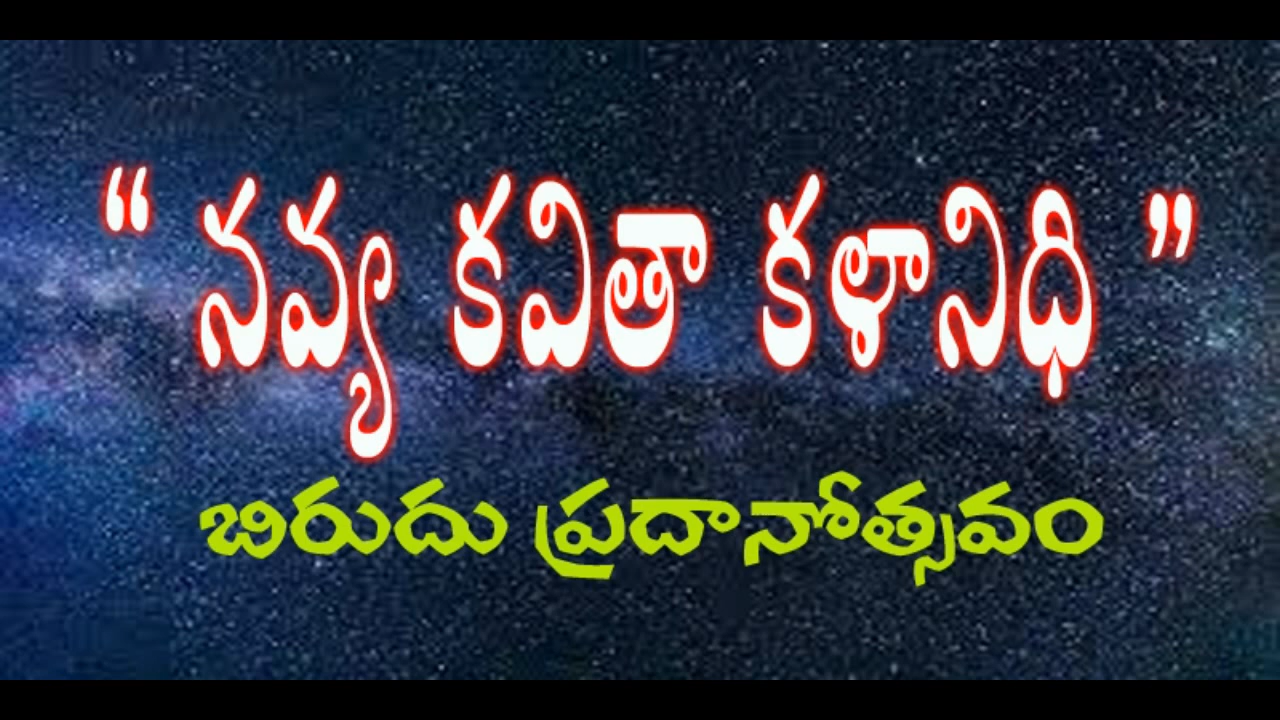 “ నవ్య కవితా కళానిధి ”
బిరుదు ప్రదానోత్సవం